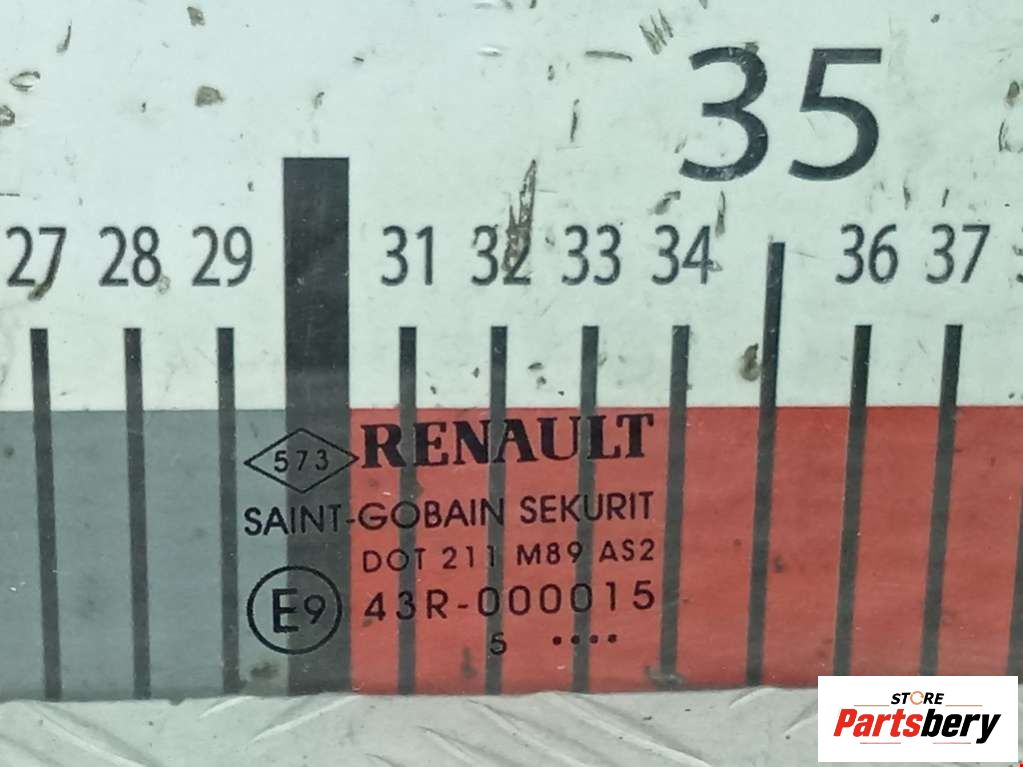 35
27 28 29 31 32 33 34 36 37
573 RENAULT
SAINT-GOBAIN SEKURIT
DOT 211 M89 AS2
E9 43R-000015
5 ••••
STORE
Partsbery